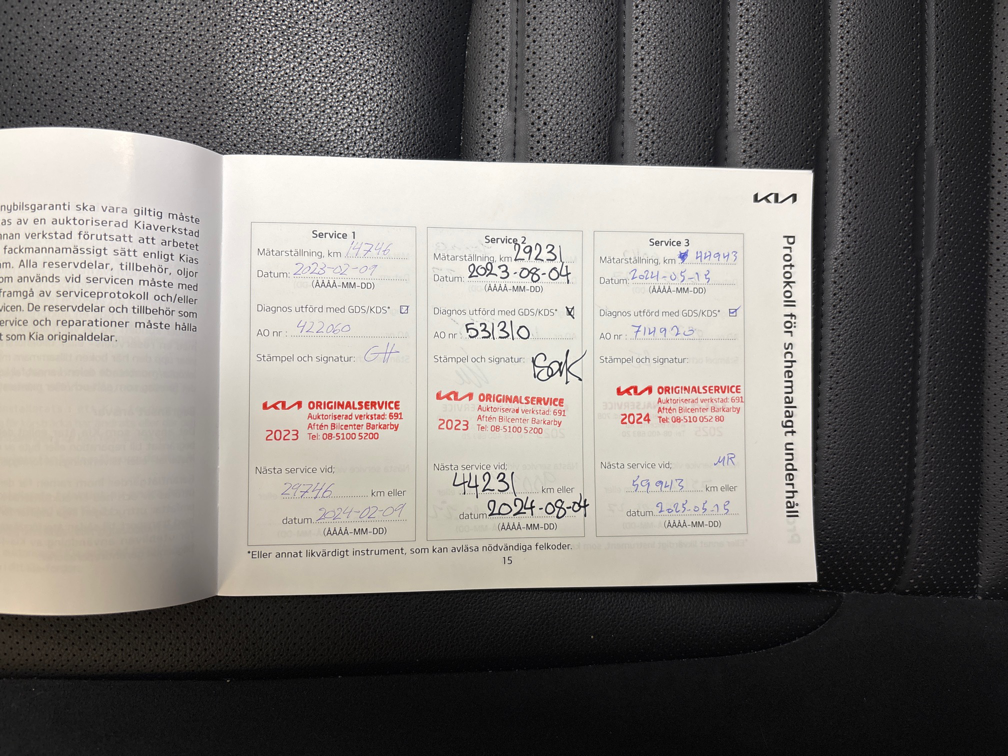 nybilsgaranti ska vara giltig måste
as av en auktoriserad Kiaverkstad
nnan verkstad förutsatt att arbetet
fackmannamässigt sätt enligt Kias
m. Alla reservdelar, tillbehör, oljor
om används vid servicen måste med
framgå av serviceprotokoll och/eller
vicen. De reservdelar och tillbehör som
ervice och reparationer måste hålla
t som Kia originaldelar.
KIA
Protokoll för schemalagt underhåll
Service 1
Mätarställning, km 14746
Datum: 2023-02-09
(ÅÅÅÅ-MM-DD)
Diagnos utförd med GDS/KDS*
AO nr: 422060
Stämpel och signatur: GH
KIA ORIGINALSERVICE
Auktoriserad verkstad: 691
Aftén Bilcenter Barkarby
2023 Tel: 08-5100 5200
Nästa service vid;
29746 km eller
datum 2024-02-09
(ÅÅÅÅ-MM-DD)
Service 2
Mätarställning, km 29231
Datum: 2023-08-04
(ÅÅÅÅ-MM-DD)
Diagnos utförd med GDS/KDS*
AO nr: 531310
Stämpel och signatur:
KIA ORIGINALSERVICE
Auktoriserad verkstad: 691
Aftén Bilcenter Barkarby
2023 Tel: 08-5100 5200
Nästa service vid;
44231 km eller
datum 2024-08-04
(ÅÅÅÅ-MM-DD)
Service 3
Mätarställning, km 44943
Datum: 2024-05-13
(ÅÅÅÅ-MM-DD)
Diagnos utförd med GDS/KDS*
AO nr: 714920
Stämpel och signatur:
KIA ORIGINALSERVICE
Auktoriserad verkstad: 691
Aftén Bilcenter Barkarby
2024 Tel: 08-510 052 80
Nästa service vid; MR
59943 km eller
datum 2025-05-13
(ÅÅÅÅ-MM-DD)
*Eller annat likvärdigt instrument, som kan avläsa nödvändiga felkoder.
15